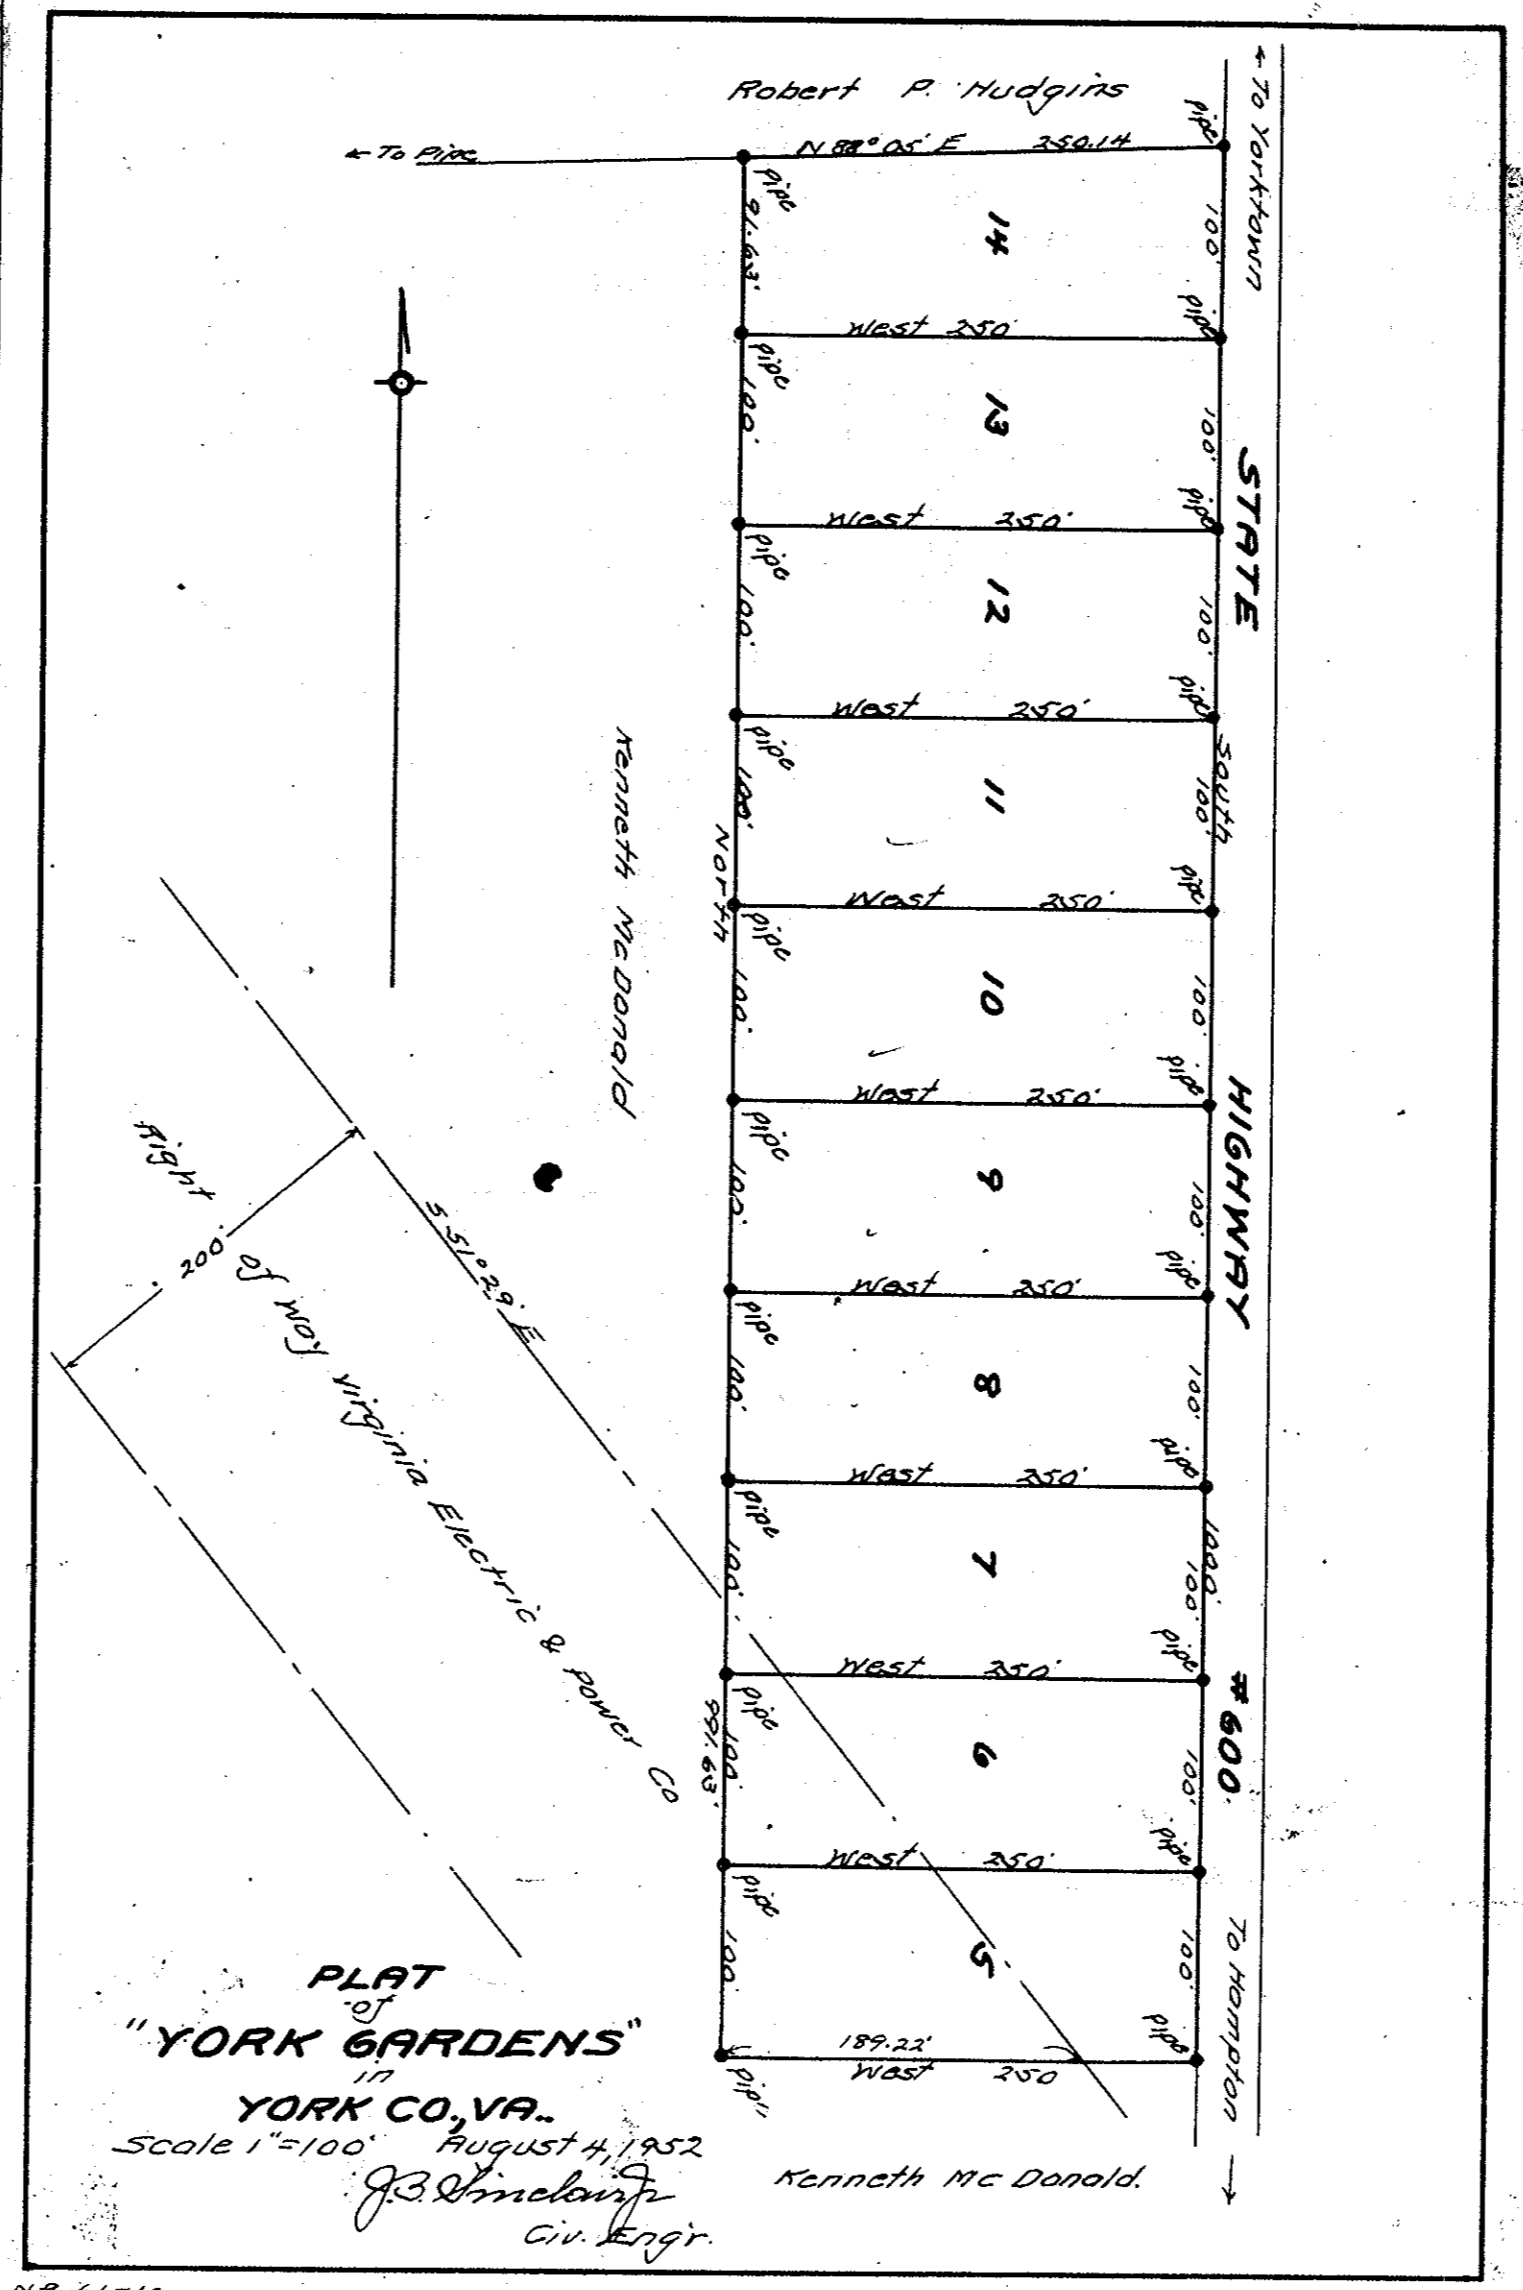 Robert P. Hudgins
← To Pipe
N 88° 05' E 250.14
pipe
← To Yorktown
pipe
91.63'
14
100'
pipe
West 250'
pipe
100'
13
100'
pipe
West 250'
pipe
100'
12
100'
pipe
West 250'
pipe
100'
11
100'
South
pipe
West 250'
pipe
100'
10
100'
pipe
West 250'
pipe
100'
9
100'
pipe
West 250'
pipe
100'
8
100'
pipe
West 250'
pipe
100'
7
100'
1000'
pipe
West 250'
pipe
100'
6
100'
pipe
West 250'
pipe
100'
5
100'
pipe
189.22'
West 250
pipe
North
991.63'
STATE HIGHWAY #600.
To Hampton →
Kenneth McDonald
S 51° 29' E
200'
Right of way Virginia Electric & Power Co
PLAT
of
"YORK GARDENS"
in
YORK CO., VA..
Scale 1"=100' August 4, 1952
J.B. Sinclair Jr
Civ. Engr.
Kenneth McDonald.